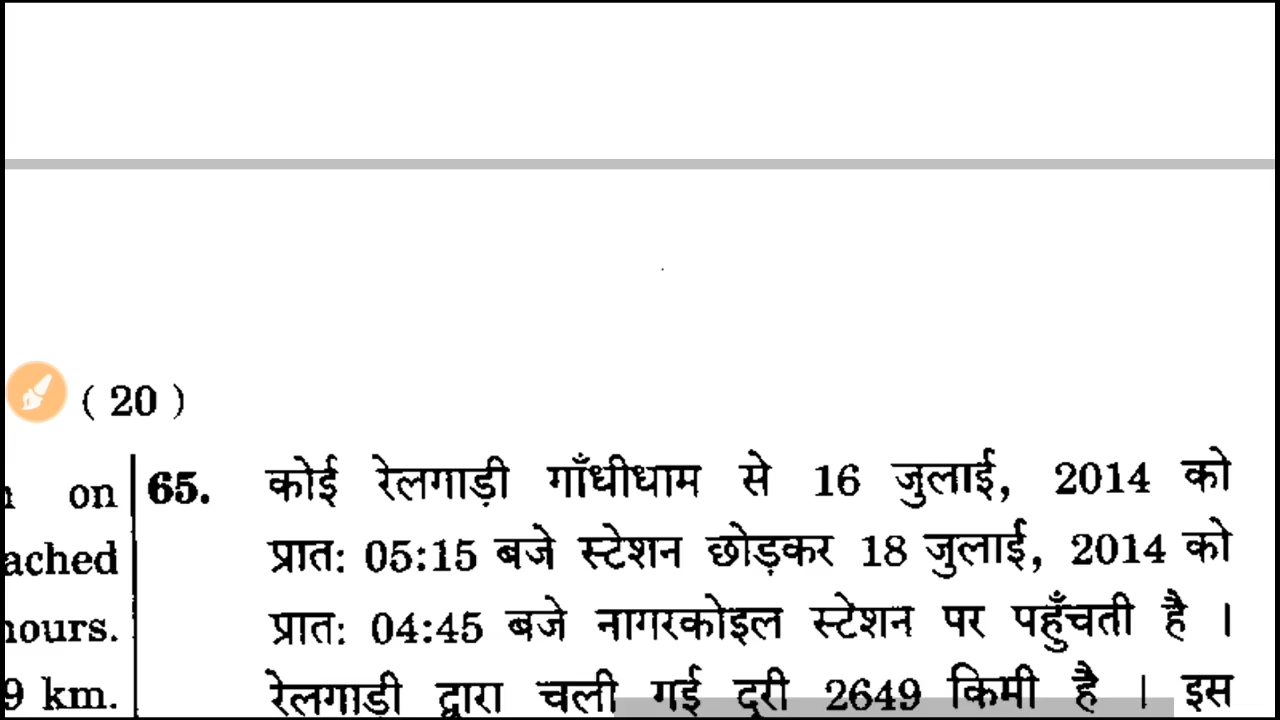 ( 20 )
on
ached
hours.
9 km.
65. कोई रेलगाड़ी गाँधीधाम से 16 जुलाई, 2014 को
प्रात: 05:15 बजे स्टेशन छोड़कर 18 जुलाई, 2014 को
प्रात: 04:45 बजे नागरकोइल स्टेशन पर पहुँचती है ।
रेलगाड़ी द्वारा चली गई दूरी 2649 किमी है । इस